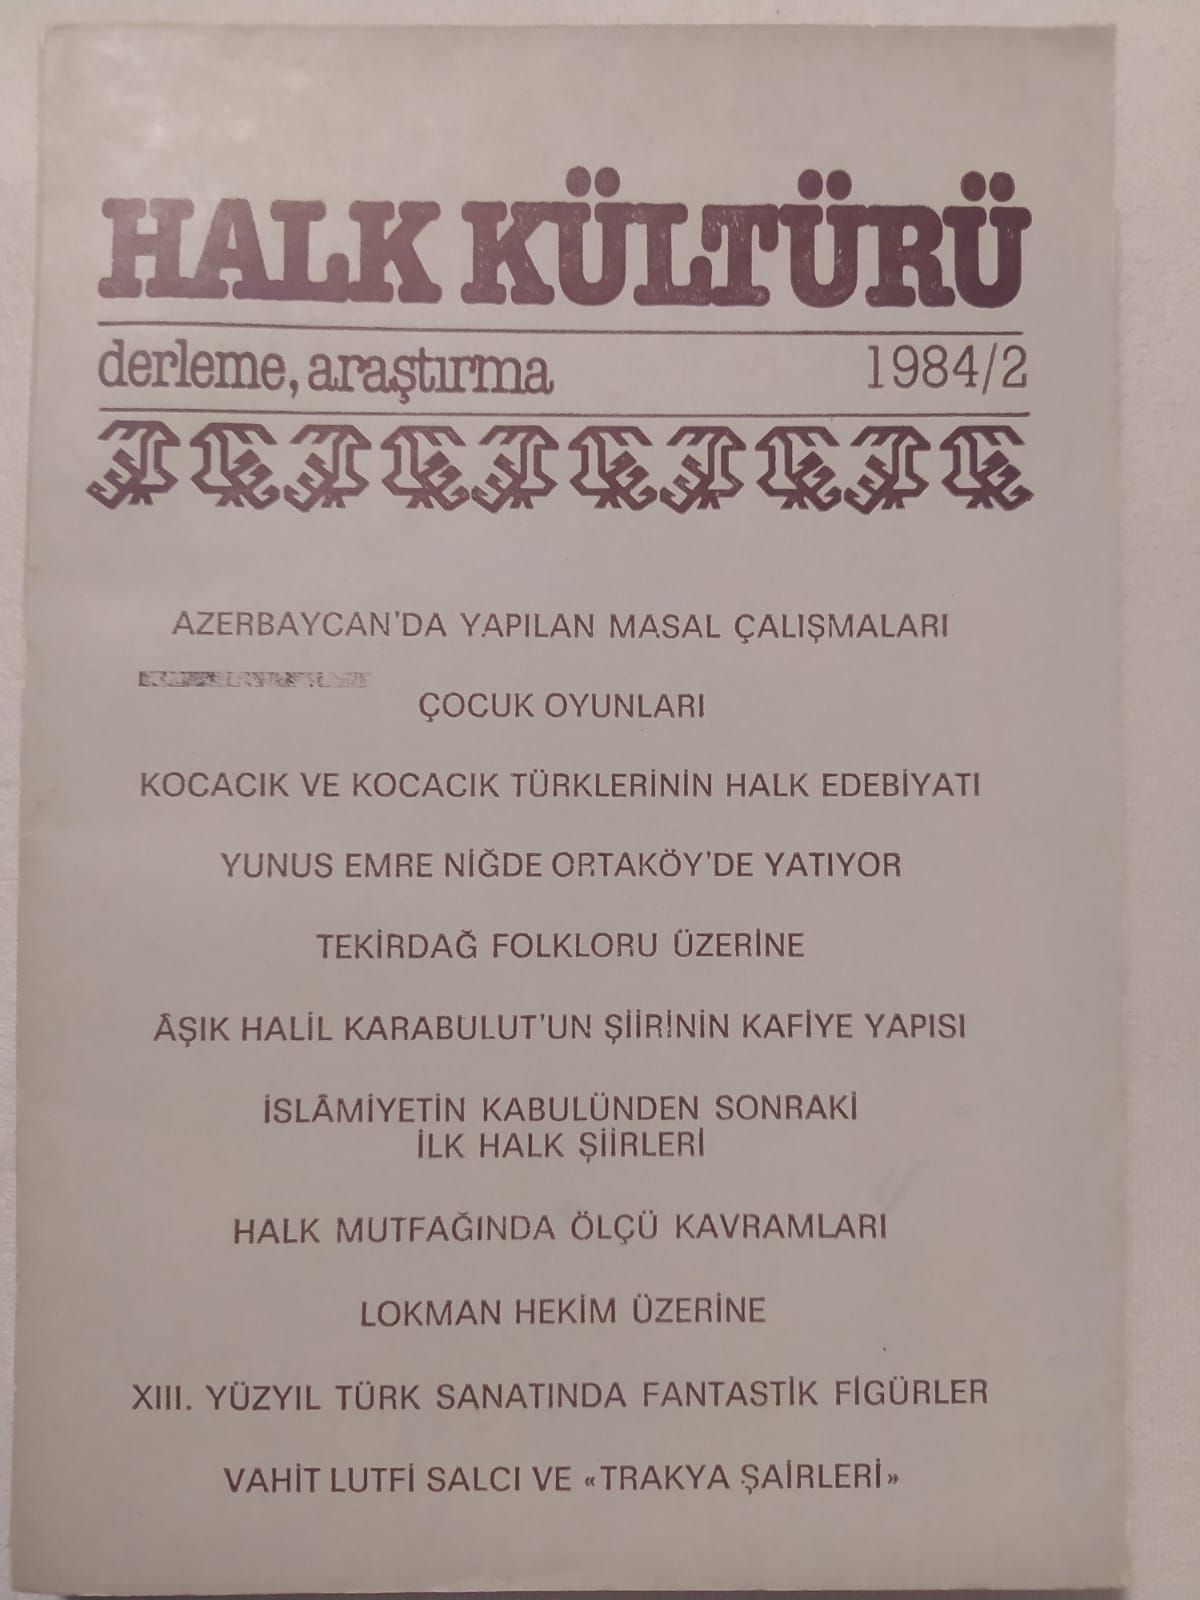 HALK KÜLTÜRÜ
derleme, araştırma 1984/2
AZERBAYCAN'DA YAPILAN MASAL ÇALIŞMALARI
ÇOCUK OYUNLARI
KOCACIK VE KOCACIK TÜRKLERİNİN HALK EDEBİYATI
YUNUS EMRE NİĞDE ORTAKÖY'DE YATIYOR
TEKİRDAĞ FOLKLORU ÜZERİNE
ÂŞIK HALİL KARABULUT'UN ŞİİRİNİN KAFİYE YAPISI
İSLÂMİYETİN KABULÜNDEN SONRAKİ
İLK HALK ŞİİRLERİ
HALK MUTFAĞINDA ÖLÇÜ KAVRAMLARI
LOKMAN HEKİM ÜZERİNE
XIII. YÜZYIL TÜRK SANATINDA FANTASTİK FİGÜRLER
VAHİT LUTFİ SALCI VE «TRAKYA ŞAİRLERİ»